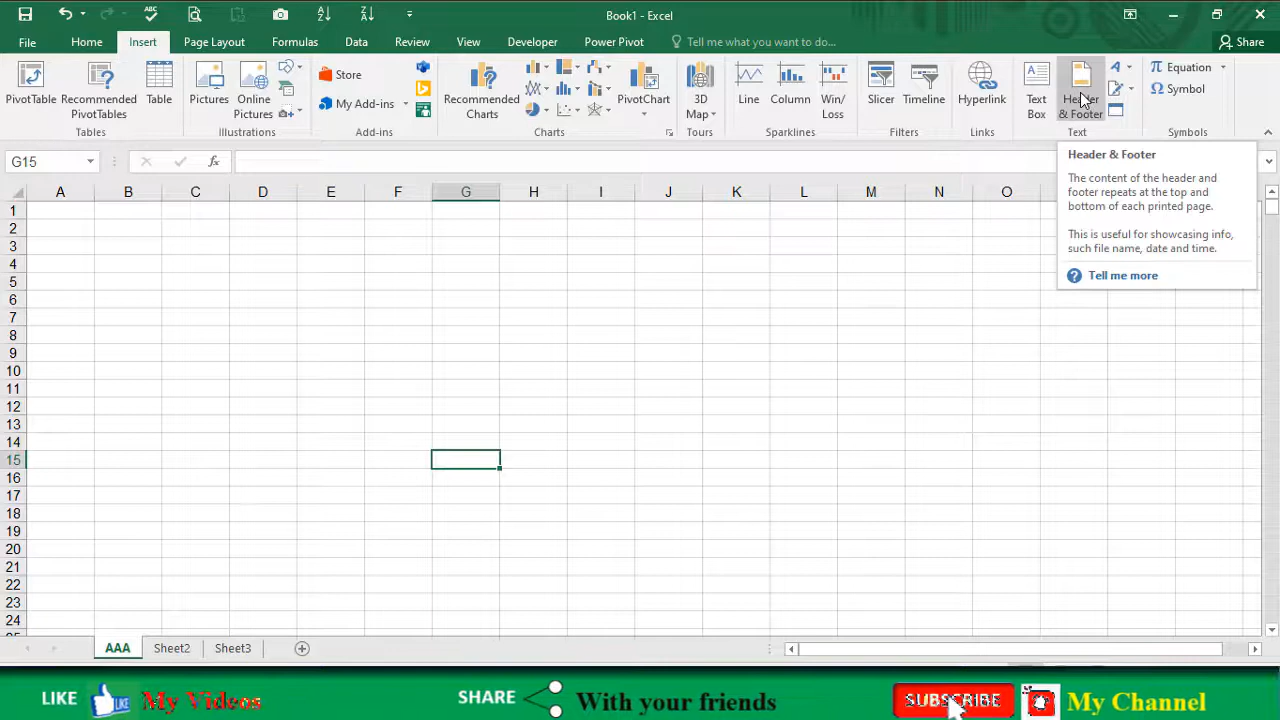 Book1 - Excel
File Home Insert Page Layout Formulas Data Review View Developer Power Pivot Tell me what you want to do... Share
PivotTable
Recommended
PivotTables
Table
Tables
Pictures
Online
Pictures
Illustrations
Store
My Add-ins
Add-ins
Recommended
Charts
PivotChart
Charts
3D
Map
Tours
Line
Column
Win/
Loss
Sparklines
Slicer
Timeline
Filters
Hyperlink
Links
Text
Box
Header
& Footer
Text
π Equation
Ω Symbol
Symbols
G15
fx
Header & Footer
The content of the header and
footer repeats at the top and
bottom of each printed page.
This is useful for showcasing info,
such file name, date and time.
Tell me more
A B C D E F G H I J K L M N O
1
2
3
4
5
6
7
8
9
10
11
12
13
14
15
16
17
18
19
20
21
22
23
24
AAA Sheet2 Sheet3
LIKE My Videos SHARE With your friends SUBSCRIBE My Channel